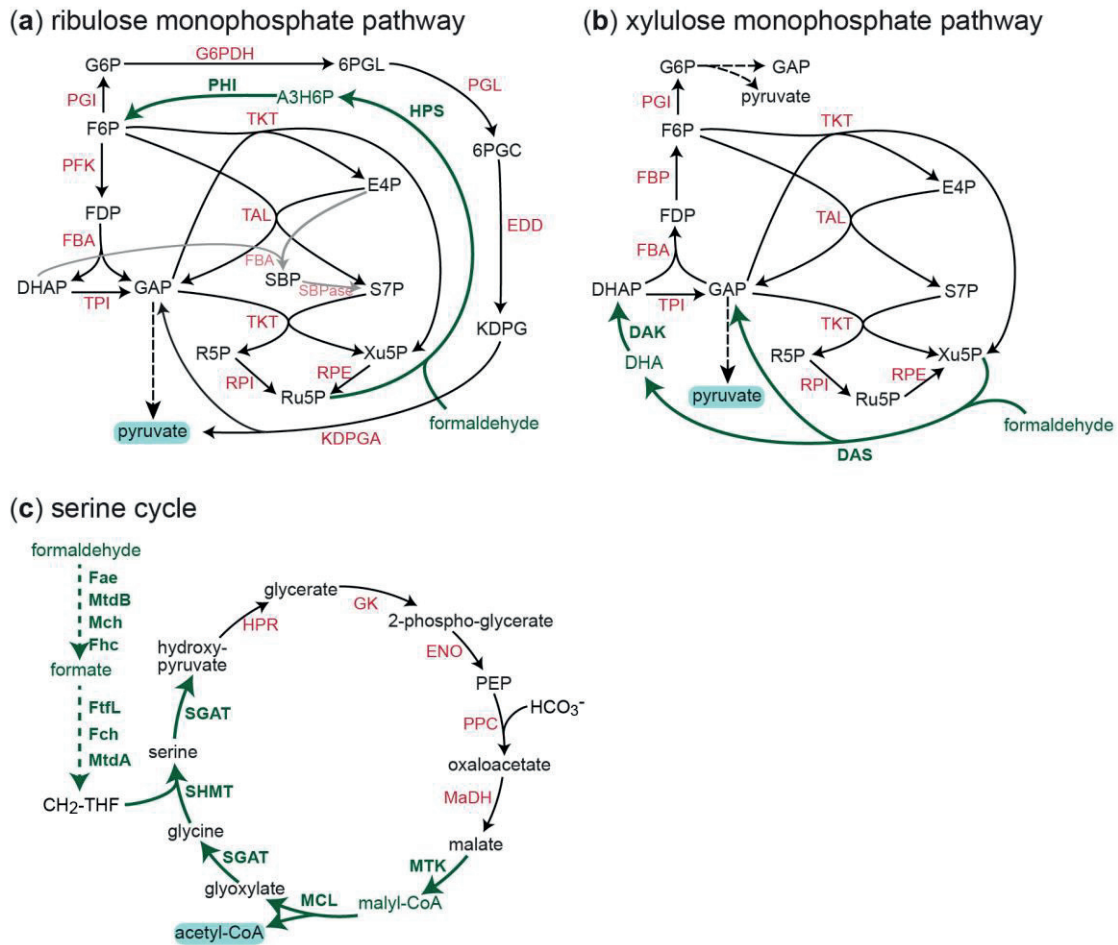 (a) ribulose monophosphate pathway
G6P
G6PDH
6PGL
PGL
PGI
PHI
A3H6P
HPS
F6P
TKT
6PGC
PFK
E4P
FDP
TAL
EDD
FBA
FBA
DHAP
TPI
GAP
SBP
SBPase
S7P
TKT
KDPG
R5P
Xu5P
RPI
RPE
Ru5P
formaldehyde
pyruvate
KDPGA
(b) xylulose monophosphate pathway
G6P
GAP
pyruvate
PGI
F6P
TKT
FBP
E4P
FDP
TAL
FBA
DHAP
TPI
GAP
S7P
DAK
TKT
DHA
R5P
Xu5P
RPI
RPE
Ru5P
pyruvate
formaldehyde
DAS
(c) serine cycle
formaldehyde
Fae
MtdB
Mch
Fhc
formate
FtfL
Fch
MtdA
CH2-THF
glycerate
GK
HPR
2-phospho-glycerate
hydroxy-
pyruvate
ENO
PEP
SGAT
PPC
HCO3-
serine
oxaloacetate
SHMT
MaDH
glycine
malate
SGAT
MTK
glyoxylate
MCL
malyl-CoA
acetyl-CoA